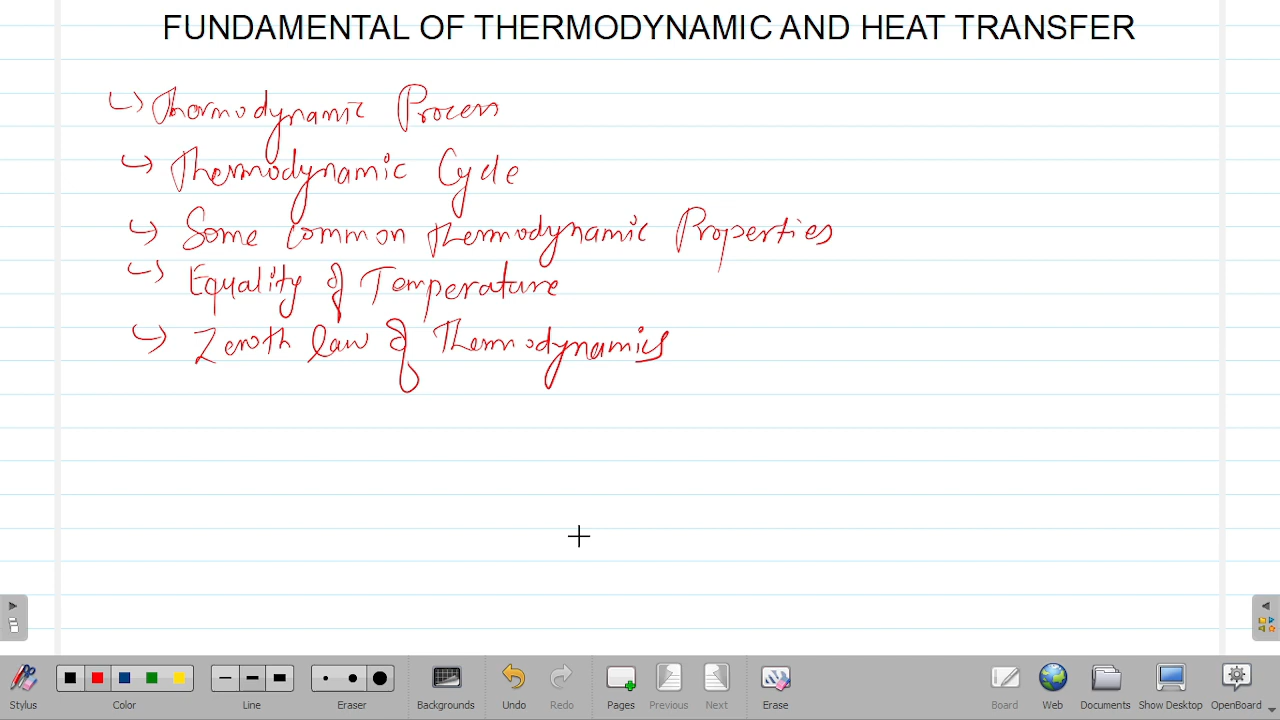 FUNDAMENTAL OF THERMODYNAMIC AND HEAT TRANSFER
↳ Thermodynamic Process
↳ Thermodynamic Cycle
↳ Some common thermodynamic Properties
↳ Equality of Temperature
↳ Zeroth law of Thermodynamics
Stylus Color Line Eraser Backgrounds Undo Redo Pages Previous Next Erase Board Web Documents Show Desktop OpenBoard